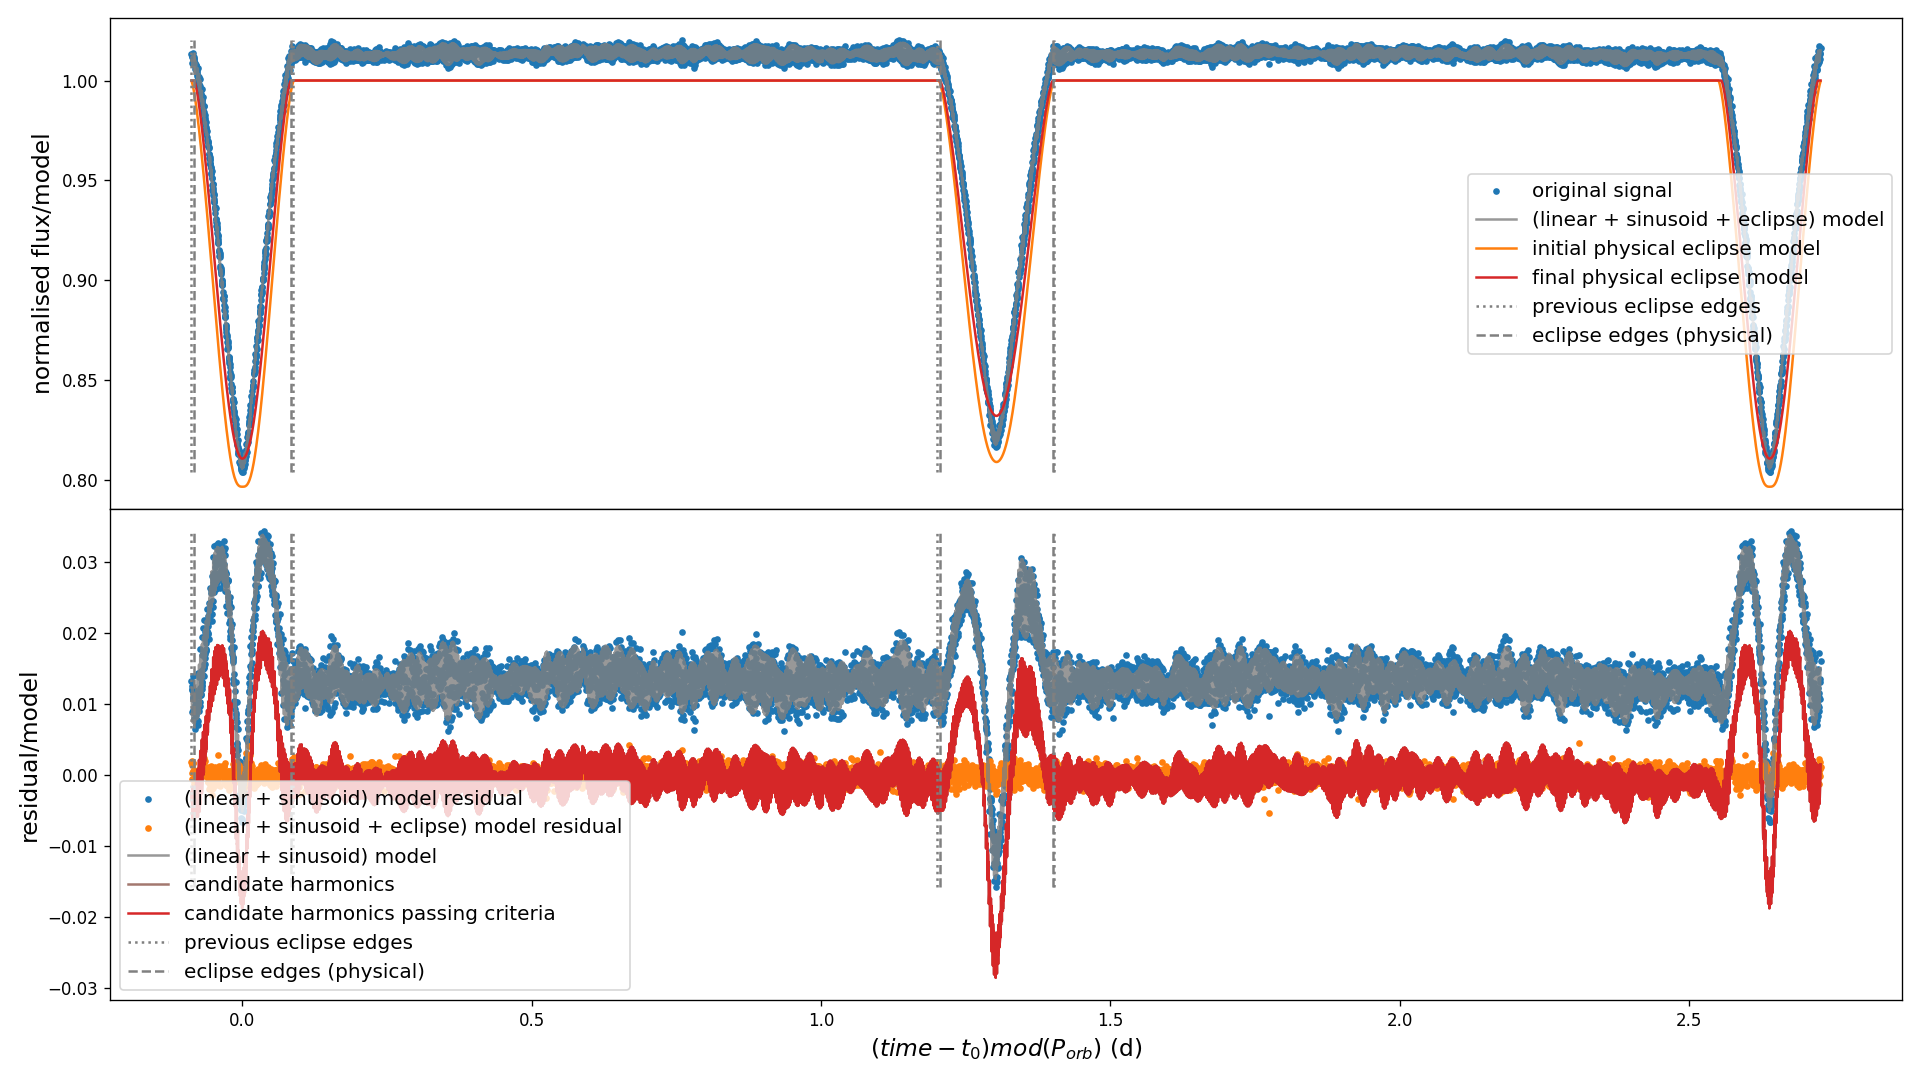 normalised flux/model
1.00
0.95
0.90
0.85
0.80
original signal
(linear + sinusoid + eclipse) model
initial physical eclipse model
final physical eclipse model
previous eclipse edges
eclipse edges (physical)
residual/model
0.03
0.02
0.01
0.00
−0.01
−0.02
−0.03
(linear + sinusoid) model residual
(linear + sinusoid + eclipse) model residual
(linear + sinusoid) model
candidate harmonics
candidate harmonics passing criteria
previous eclipse edges
eclipse edges (physical)
0.0 0.5 1.0 1.5 2.0 2.5
(time − t₀)mod(Pₒᵣb) (d)